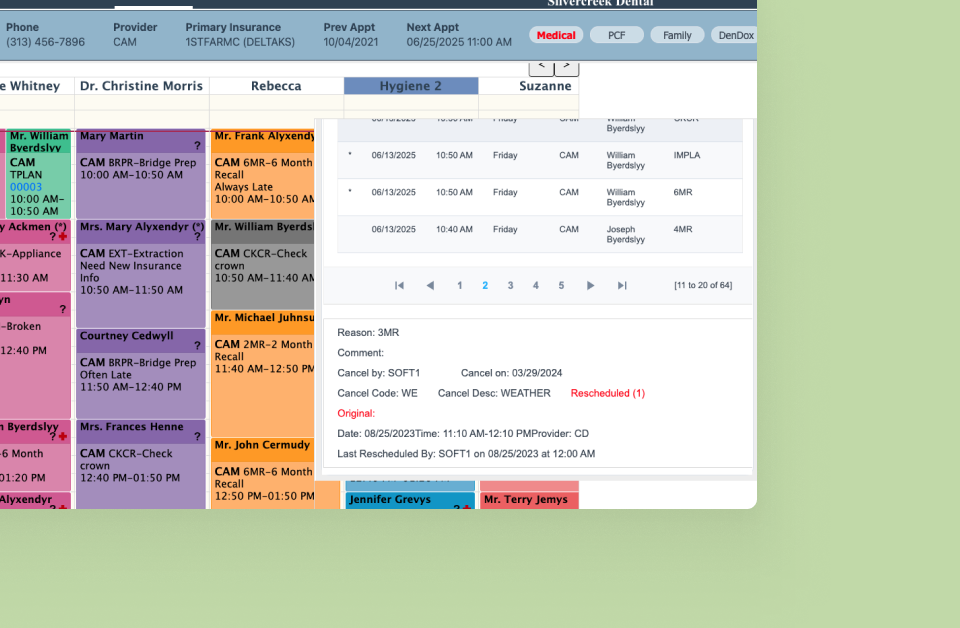 Silvercreek Dental
Phone Provider Primary Insurance Prev Appt Next Appt
(313) 456-7896 CAM 1STFARMC (DELTAKS) 10/04/2021 06/25/2025 11:00 AM
Medical PCF Family DenDox
< >
e Whitney Dr. Christine Morris Rebecca Hygiene 2 Suzanne
Mr. William
Byerdslyy
CAM
TPLAN
00003
10:00 AM-
10:50 AM
y Ackmen (*)
?
K-Appliance
11:30 AM
yn
?
-Broken
12:40 PM
n Byerdslyy
?
-6 Month
01:20 PM
Alyxendyr
?
Mary Martin
?
CAM BRPR-Bridge Prep
10:00 AM-10:50 AM
Mrs. Mary Alyxendyr (*)
?
CAM EXT-Extraction
Need New Insurance
Info
10:50 AM-11:50 AM
Courtney Cedwyll
?
CAM BRPR-Bridge Prep
Often Late
11:50 AM-12:40 PM
Mrs. Frances Henne
?
CAM CKCR-Check
crown
12:40 PM-01:50 PM
Mr. Frank Alyxendy
CAM 6MR-6 Month
Recall
Always Late
10:00 AM-10:50 AM
Mr. William Byerds
CAM CKCR-Check
crown
10:50 AM-11:40 AM
Mr. Michael Juhnsu
CAM 2MR-2 Month
Recall
11:40 AM-12:50 PM
Mr. John Cermudy
CAM 6MR-6 Month
Recall
12:50 PM-01:50 PM
06/13/2025 10:50 AM Friday CAM William
Byerdslyy
* 06/13/2025 10:50 AM Friday CAM William
Byerdslyy IMPLA
* 06/13/2025 10:50 AM Friday CAM William
Byerdslyy 6MR
06/13/2025 10:40 AM Friday CAM Joseph
Byerdslyy 4MR
1 2 3 4 5 [11 to 20 of 64]
Reason: 3MR
Comment:
Cancel by: SOFT1 Cancel on: 03/29/2024
Cancel Code: WE Cancel Desc: WEATHER Rescheduled (1)
Original:
Date: 08/25/2023Time: 11:10 AM-12:10 PMProvider: CD
Last Rescheduled By: SOFT1 on 08/25/2023 at 12:00 AM
Jennifer Grevys
?
Mr. Terry Jemys